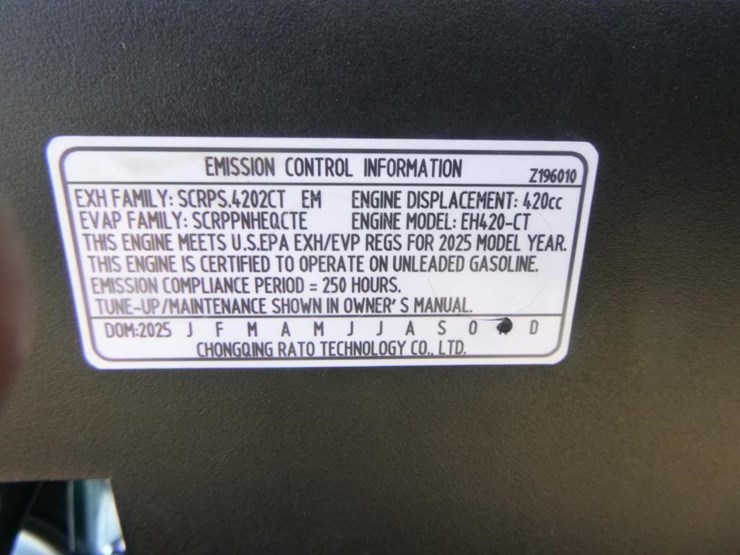 EMISSION CONTROL INFORMATION Z196010
EXH FAMILY: SCRPS.4202CT EM ENGINE DISPLACEMENT: 420cc
EVAP FAMILY: SCRPPNHEQCTE ENGINE MODEL: EH420-CT
THIS ENGINE MEETS U.S.EPA EXH/EVP REGS FOR 2025 MODEL YEAR.
THIS ENGINE IS CERTIFIED TO OPERATE ON UNLEADED GASOLINE.
EMISSION COMPLIANCE PERIOD = 250 HOURS.
TUNE-UP/MAINTENANCE SHOWN IN OWNER' S MANUAL.
DOM:2025 J F M A M J J A S O D
CHONGQING RATO TECHNOLOGY CO., LTD.